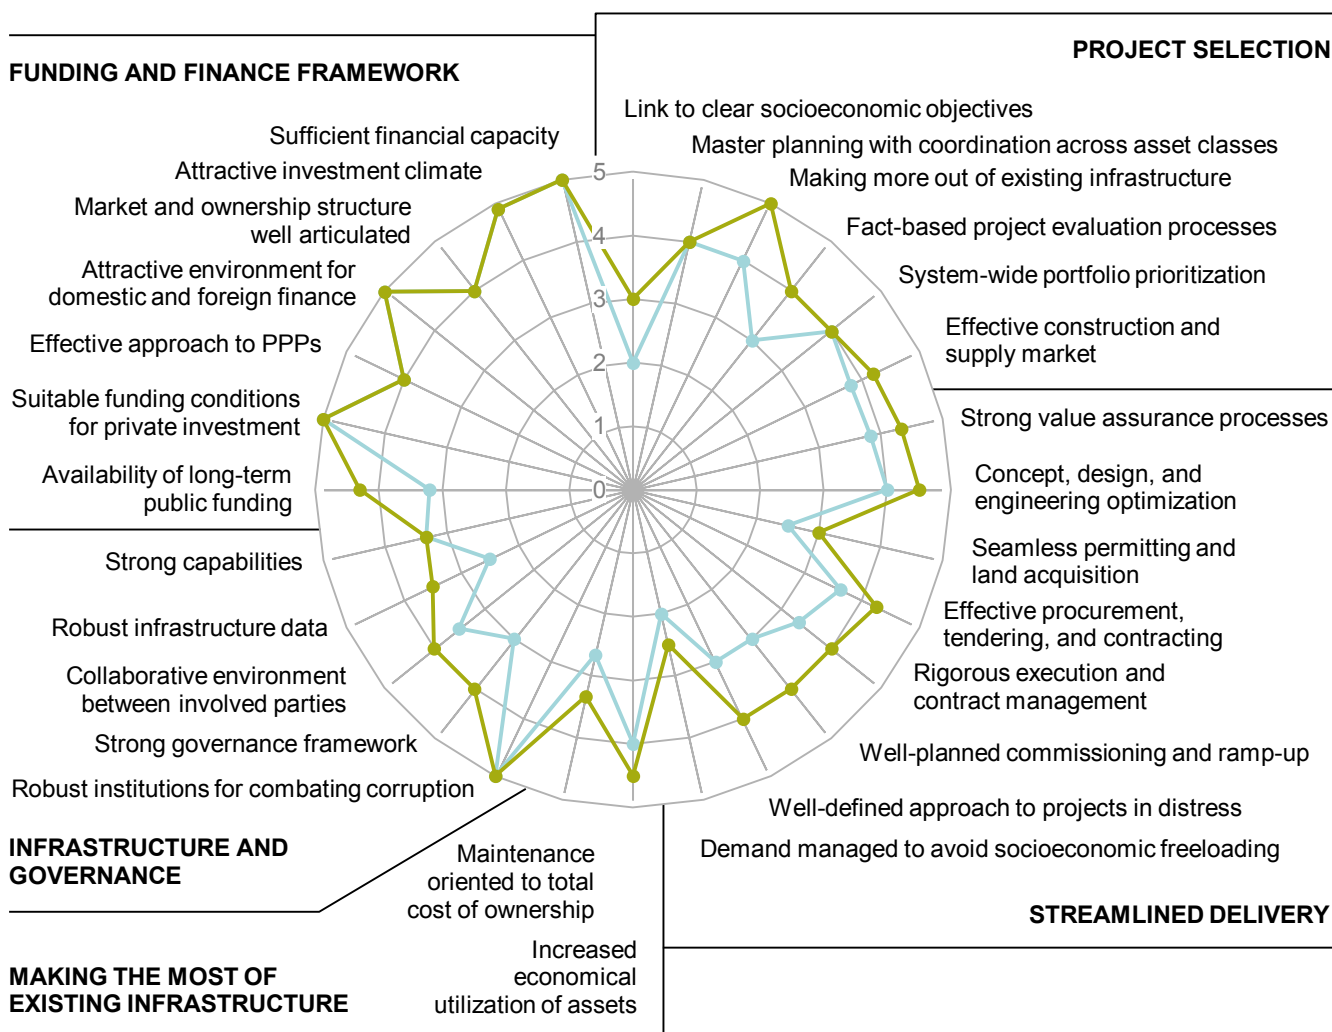 FUNDING AND FINANCE FRAMEWORK
PROJECT SELECTION
Link to clear socioeconomic objectives
Master planning with coordination across asset classes
Making more out of existing infrastructure
Fact-based project evaluation processes
System-wide portfolio prioritization
Effective construction and
supply market
Strong value assurance processes
Concept, design, and
engineering optimization
Seamless permitting and
land acquisition
Effective procurement,
tendering, and contracting
Rigorous execution and
contract management
Well-planned commissioning and ramp-up
Well-defined approach to projects in distress
Demand managed to avoid socioeconomic freeloading
STREAMLINED DELIVERY
Sufficient financial capacity
Attractive investment climate
Market and ownership structure
well articulated
Attractive environment for
domestic and foreign finance
Effective approach to PPPs
Suitable funding conditions
for private investment
Availability of long-term
public funding
Strong capabilities
Robust infrastructure data
Collaborative environment
between involved parties
Strong governance framework
Robust institutions for combating corruption
INFRASTRUCTURE AND
GOVERNANCE
Maintenance
oriented to total
cost of ownership
Increased
economical
utilization of assets
MAKING THE MOST OF
EXISTING INFRASTRUCTURE
5
4
3
2
1
0